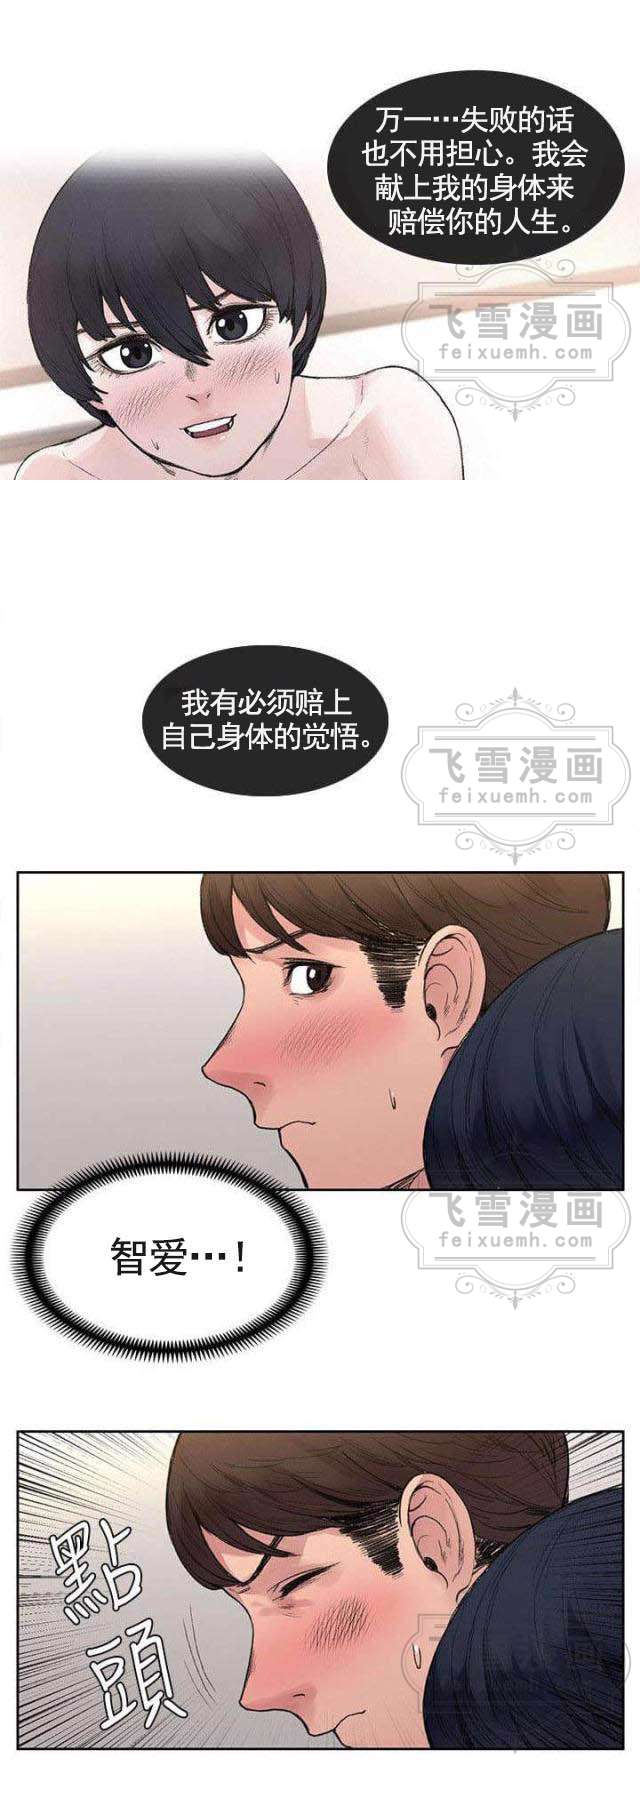 万一…失败的话
也不用担心。我会
献上我的身体来
赔偿你的人生。
飞雪漫画
feixuemh.com
我有必须赔上
自己身体的觉悟。
飞雪漫画
feixuemh.com
智爱…!
飞雪漫画
feixuemh.com
點
頭